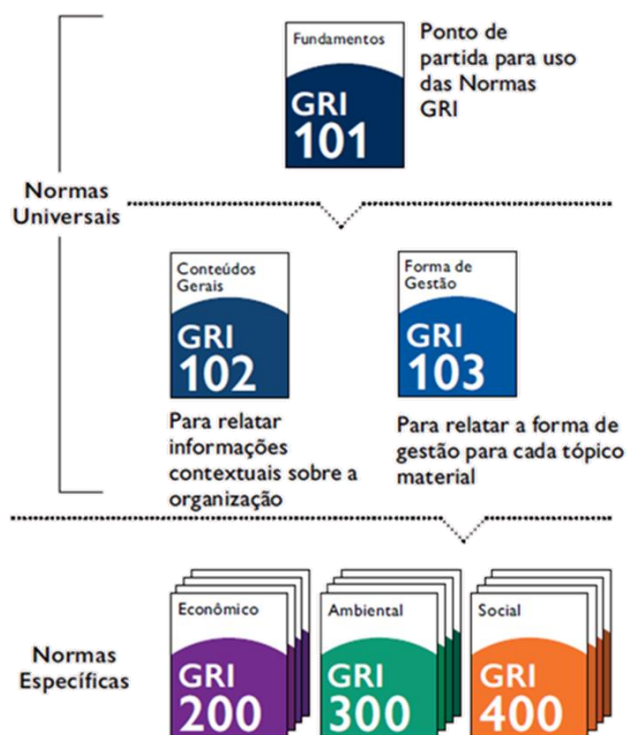 Fundamentos
GRI
101
Ponto de
partida para uso
das Normas
GRI
Normas
Universais
Conteúdos
Gerais
GRI
102
Para relatar
informações
contextuais sobre a
organização
Forma de
Gestão
GRI
103
Para relatar a forma de
gestão para cada tópico
material
Normas
Específicas
Econômico
GRI
200
Ambiental
GRI
300
Social
GRI
400